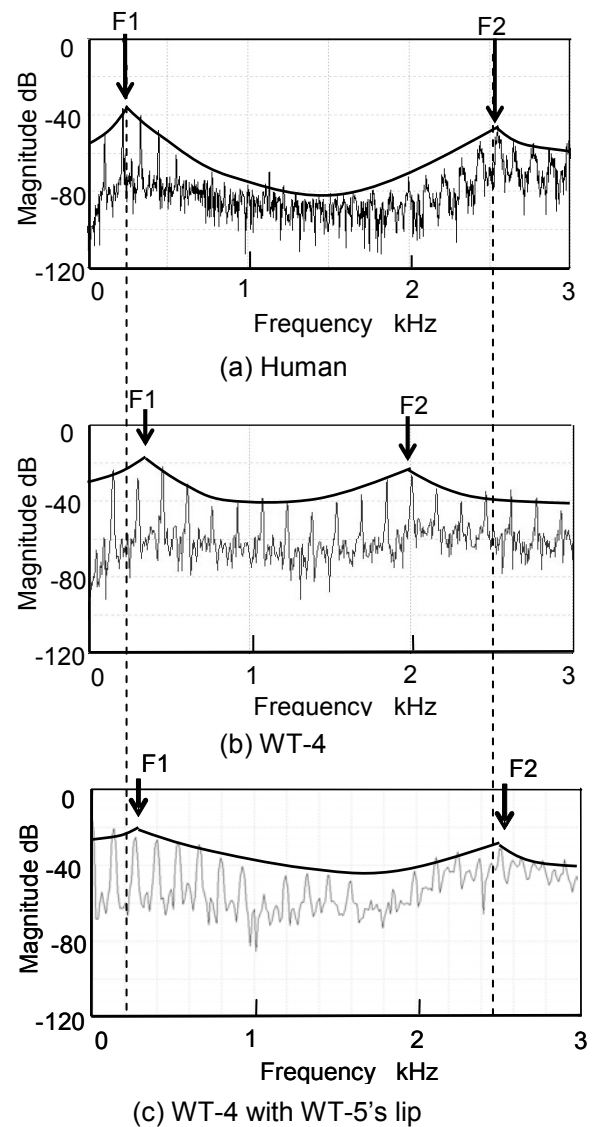 F1 F2
0
-40
-80
-120
Magnitude dB
0 1 2 3
Frequency kHz
(a) Human
F1 F2
0
-40
-80
-120
Magnitude dB
0 1 2 3
Frequency kHz
(b) WT-4
F1 F2
0
-40
-80
-120
Magnitude dB
0 1 2 3
Frequency kHz
(c) WT-4 with WT-5's lip